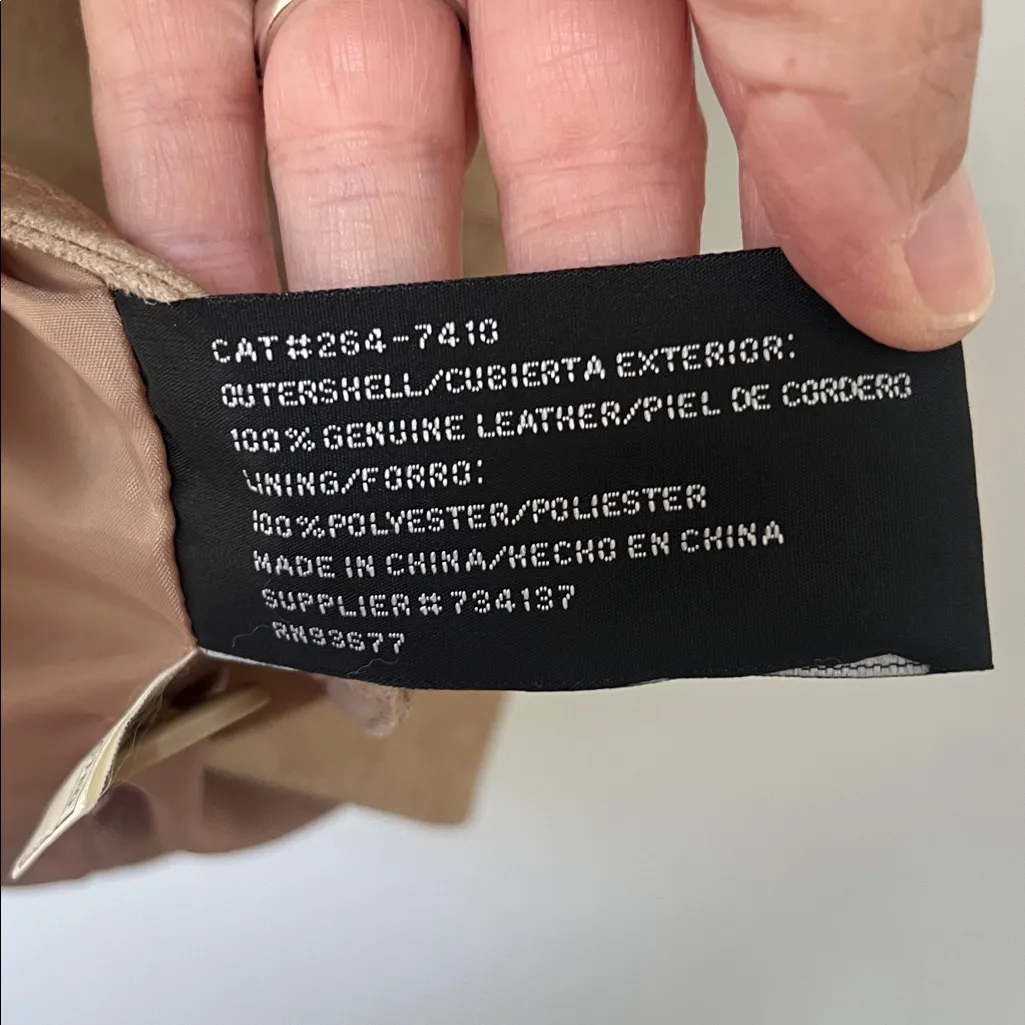 CAT#264-7410
OUTERSHELL/CUBIERTA EXTERIOR:
100% GENUINE LEATHER/PIEL DE CORDERO
LINING/FORRO:
100%POLYESTER/POLIESTER
MADE IN CHINA/HECHO EN CHINA
SUPPLIER#734137
RN93677